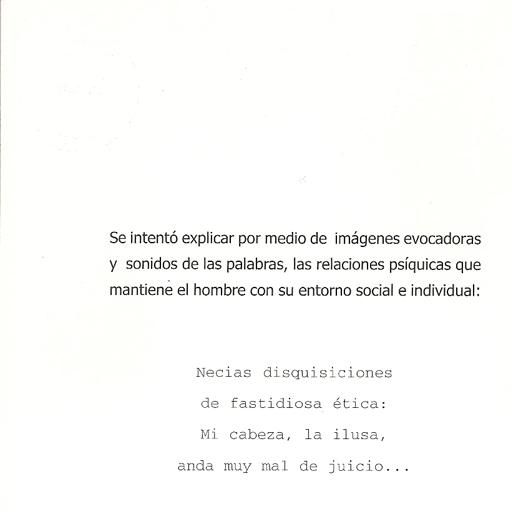 Se intentó explicar por medio de imágenes evocadoras
y sonidos de las palabras, las relaciones psíquicas que
mantiene el hombre con su entorno social e individual:
Necias disquisiciones
de fastidiosa ética:
Mi cabeza, la ilusa,
anda muy mal de juicio...